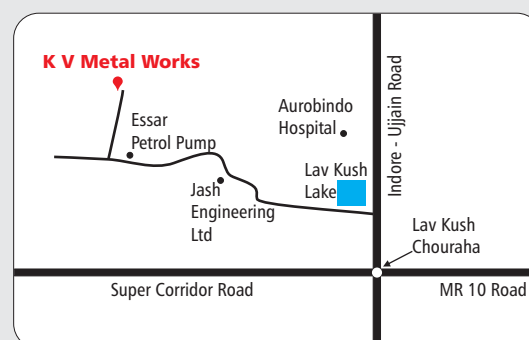 K V Metal Works
Essar
Petrol Pump
Aurobindo
Hospital
Indore - Ujjain Road
Lav Kush
Lake
Jash
Engineering
Ltd
Lav Kush
Chouraha
Super Corridor Road
MR 10 Road